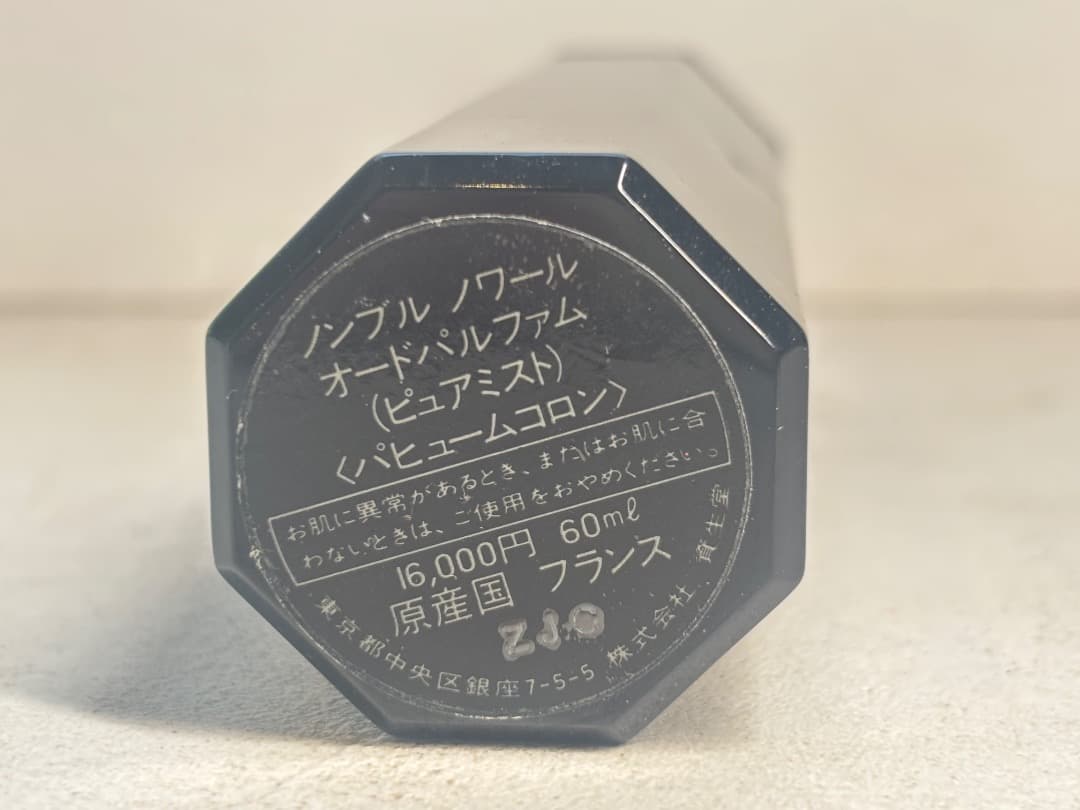 ノンブル ノワール
オードパルファム
(ピュアミスト)
〈パヒュームコロン〉
お肌に異常があるとき、またはお肌に合
わないときは、ご使用をおやめください。
16,000円 60ml
原産国 フランス
ZJO
東京都中央区銀座7-5-5 株式会社 資生堂